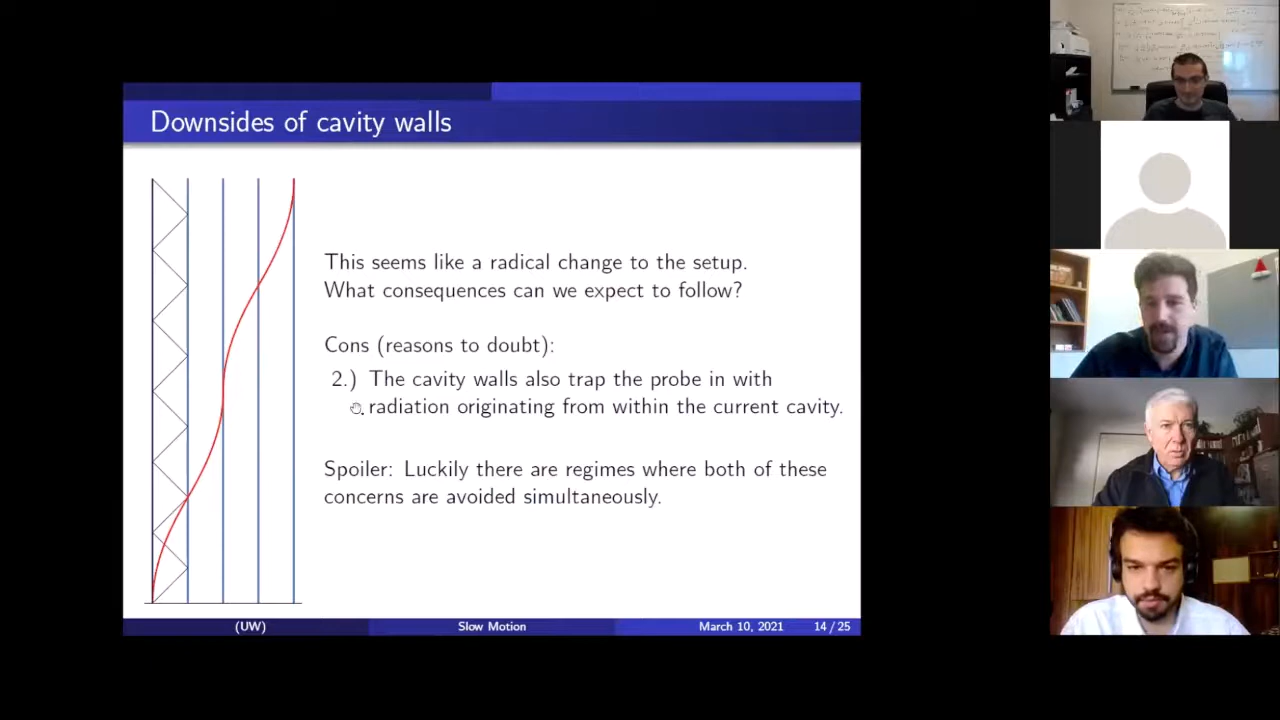 Downsides of cavity walls
This seems like a radical change to the setup.
What consequences can we expect to follow?
Cons (reasons to doubt):
2.) The cavity walls also trap the probe in with
radiation originating from within the current cavity.
Spoiler: Luckily there are regimes where both of these
concerns are avoided simultaneously.
(UW) Slow Motion March 10, 2021 14 / 25